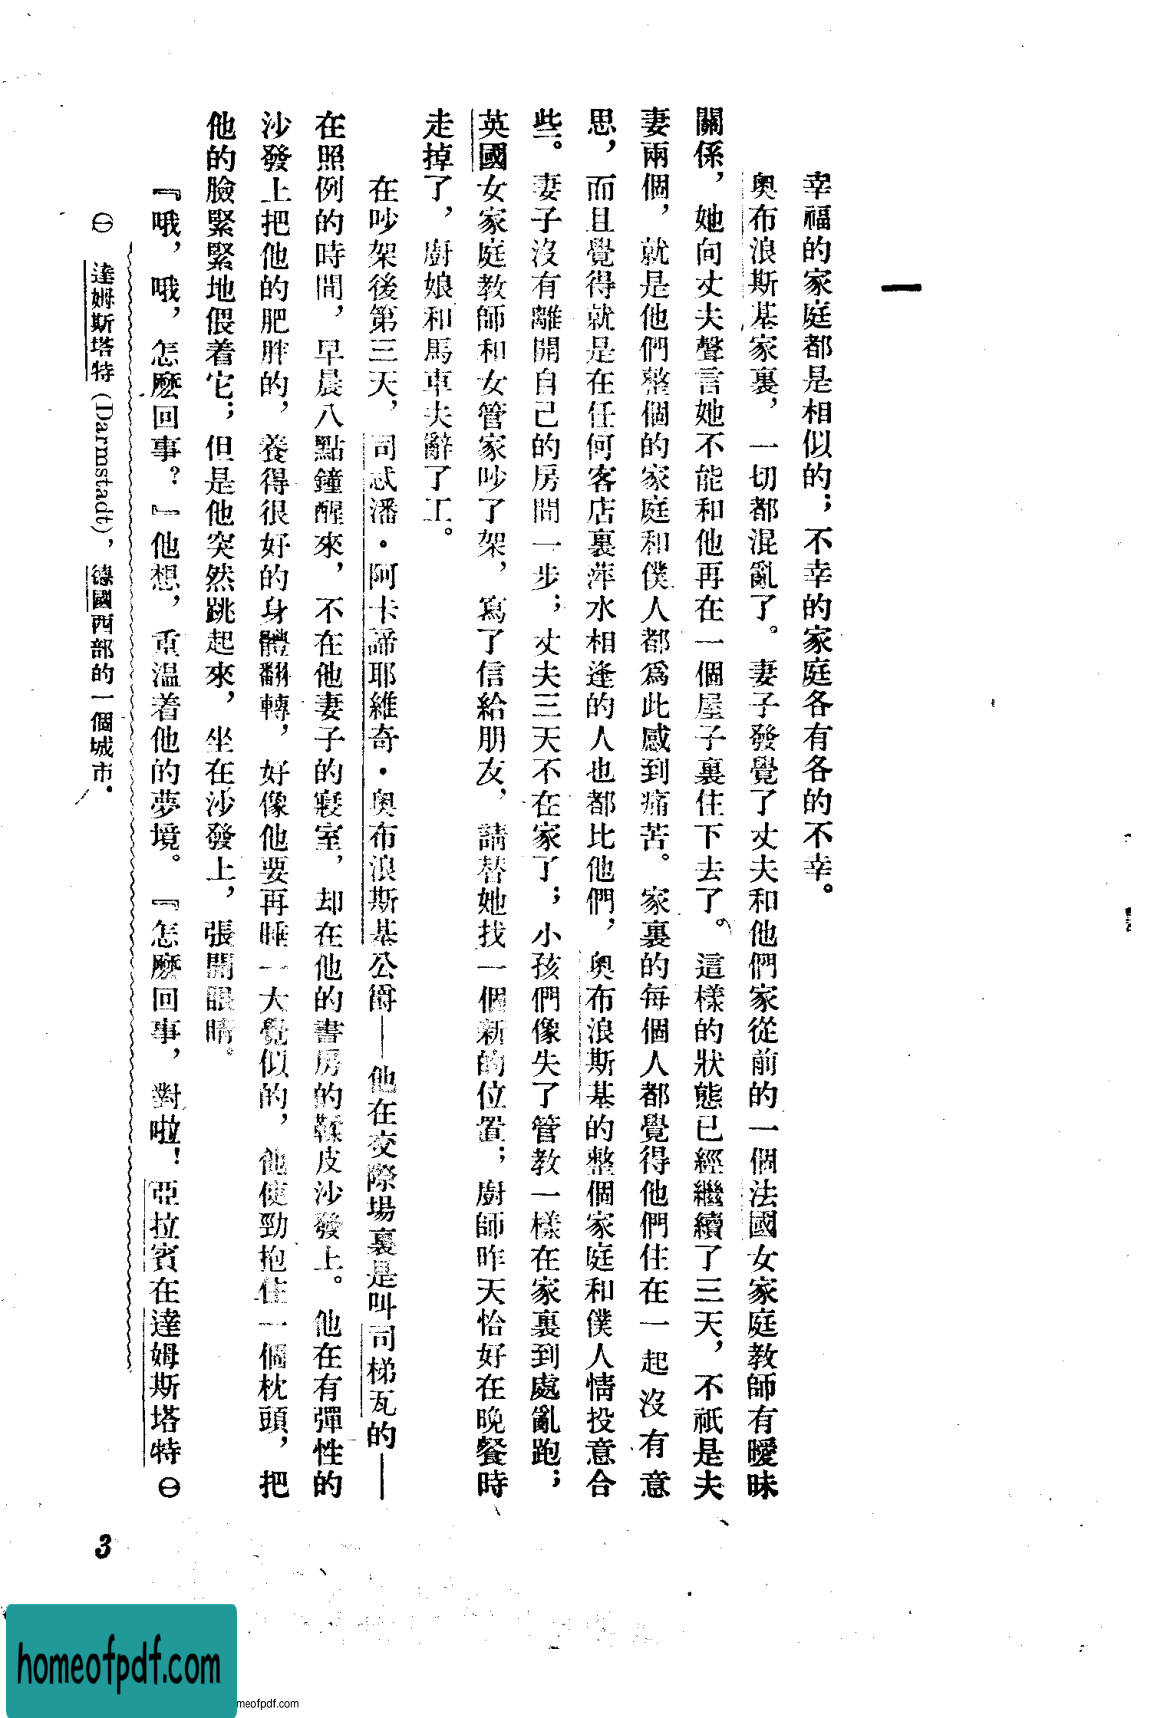 一
幸福的家庭都是相似的；不幸的家庭各有各的不幸。
奧布浪斯基家裏，一切都混亂了。妻子發覺了丈夫和他們家從前的一個法國女家庭教師有曖昧
關係，她向丈夫聲言她不能和他再在一個屋子裏住下去了。這樣的狀態已經繼續了三天，不祇是夫
妻兩個，就是他們整個的家庭和僕人都爲此感到痛苦。家裏的每個人都覺得他們住在一起沒有意
思，而且覺得就是在任何客店裏萍水相逢的人也都比他們，奧布浪斯基的整個家庭和僕人情投意合
些。妻子沒有離開自己的房間一步；丈夫三天不在家了；小孩們像失了管教一樣在家裏到處亂跑；
英國女家庭教師和女管家吵了架，寫了信給朋友，請替她找一個新的位置；廚師昨天恰好在晚餐時
走掉了，廚娘和馬車夫辭了工。
在吵架後第三天，司忒潘·阿卡諦耶維奇·奧布浪斯基公爵——他在交際場裏是叫司梯瓦的——
在照例的時間，早晨八點鐘醒來，不在他妻子的寢室，却在他的書房的鞣皮沙發上。他在有彈性的
沙發上把他的肥胖的，養得很好的身體翻轉，好像他要再睡一大覺似的，他使勁抱住一個枕頭，把
他的臉緊緊地偎着它；但是他突然跳起來，坐在沙發上，張開眼睛。
『哦，哦，怎麽回事？』他想，重温着他的夢境。『怎麽回事，對啦！亞拉賓在達姆斯塔特㊀
㊀ 達姆斯塔特 (Darmstadt)，德國西部的一個城市．
3
homeofpdf.com
meofpdf.com